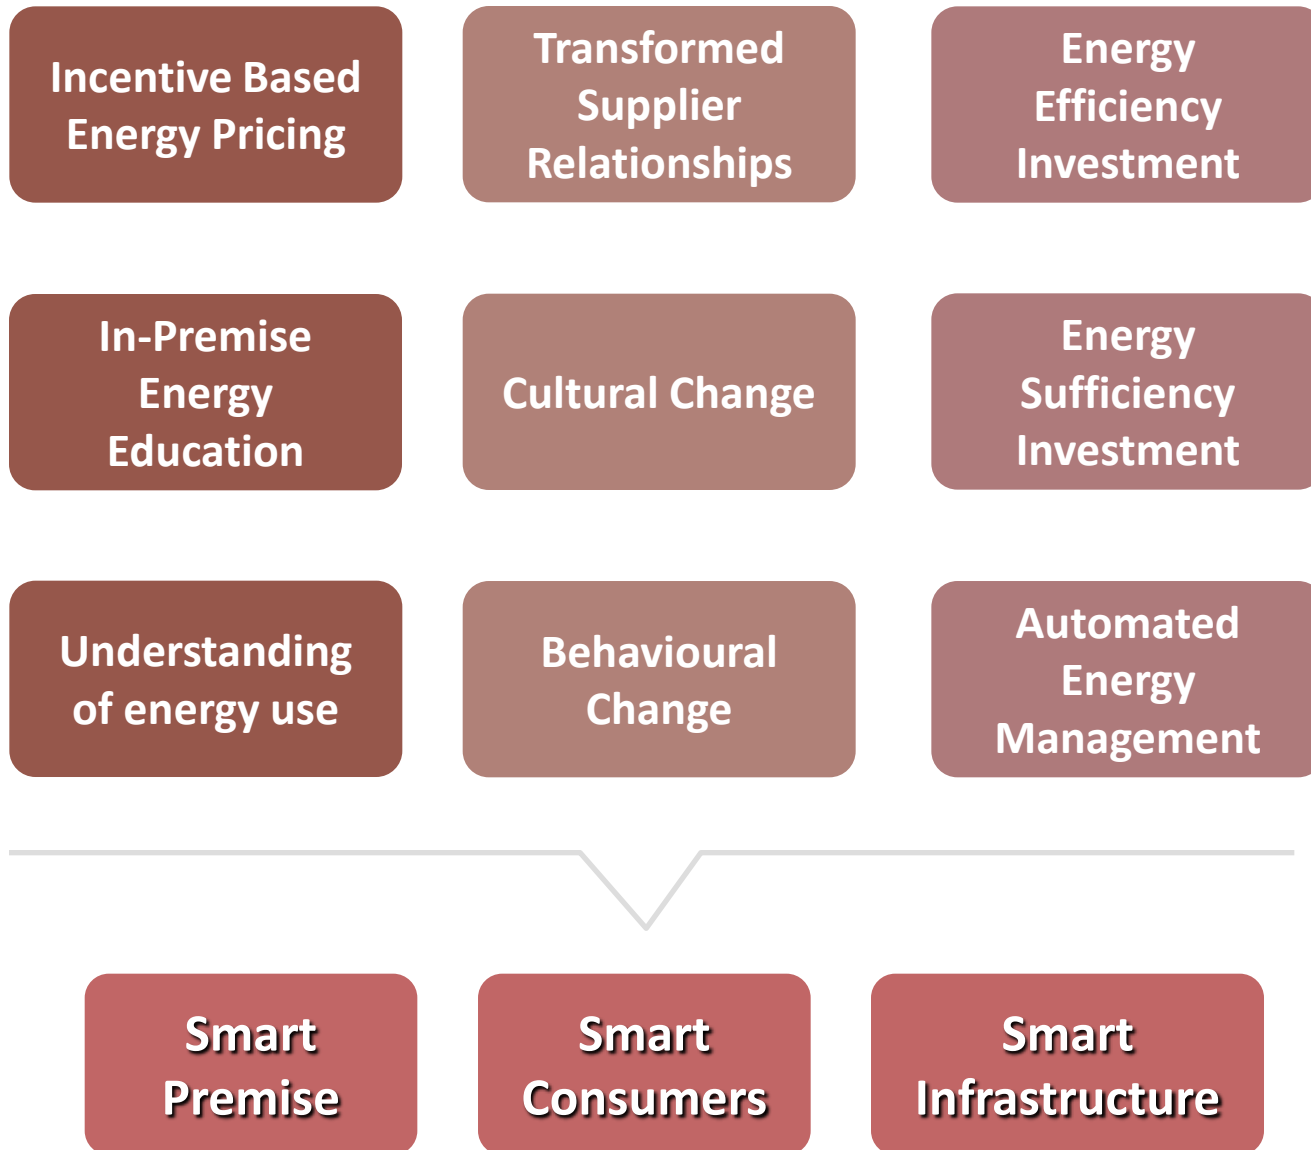 Incentive Based
Energy Pricing
Transformed
Supplier
Relationships
Energy
Efficiency
Investment
In-Premise
Energy
Education
Cultural Change
Energy
Sufficiency
Investment
Understanding
of energy use
Behavioural
Change
Automated
Energy
Management
Smart
Premise
Smart
Consumers
Smart
Infrastructure